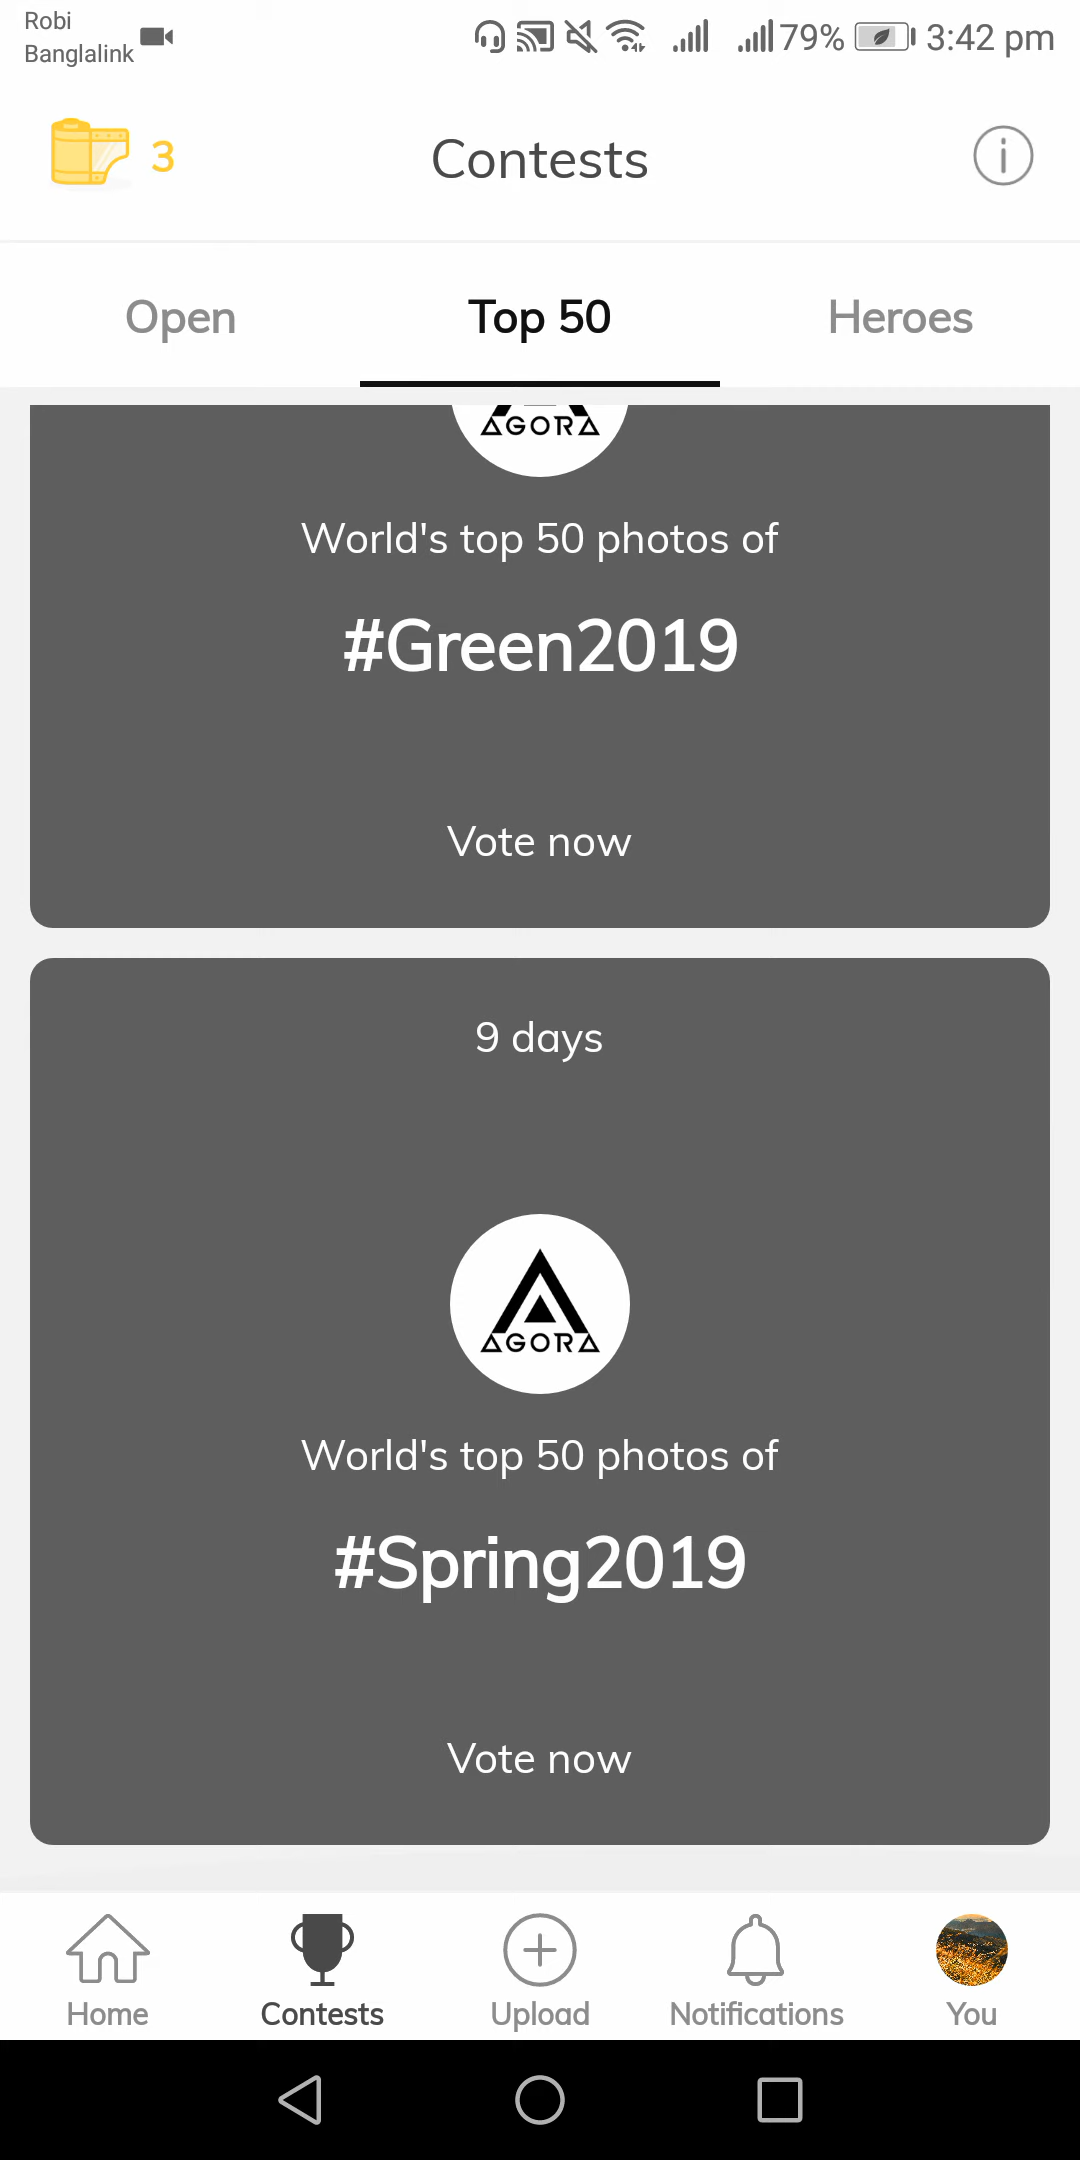 Robi
Banglalink
79% 3:42 pm
3
Contests
Open
Top 50
Heroes
AGORA
World's top 50 photos of
#Green2019
Vote now
9 days
AGORA
World's top 50 photos of
#Spring2019
Vote now
Home
Contests
Upload
Notifications
You